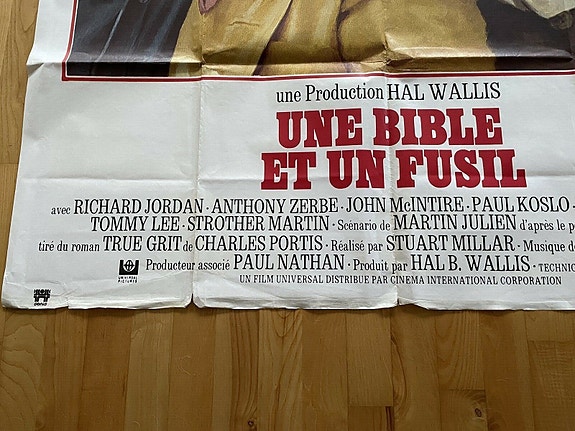 une Production HAL WALLIS
UNE BIBLE
ET UN FUSIL
avec RICHARD JORDAN · ANTHONY ZERBE · JOHN McINTIRE · PAUL KOSLO ·
TOMMY LEE · STROTHER MARTIN · Scénario de MARTIN JULIEN d'après le p
tiré du roman TRUE GRIT de CHARLES PORTIS · Réalisé par STUART MILLAR · Musique d
Producteur associé PAUL NATHAN · Produit par HAL B. WALLIS · TECHNIC
UNIVERSAL
PICTURES
UN FILM UNIVERSAL DISTRIBUE PAR CINEMA INTERNATIONAL CORPORATION